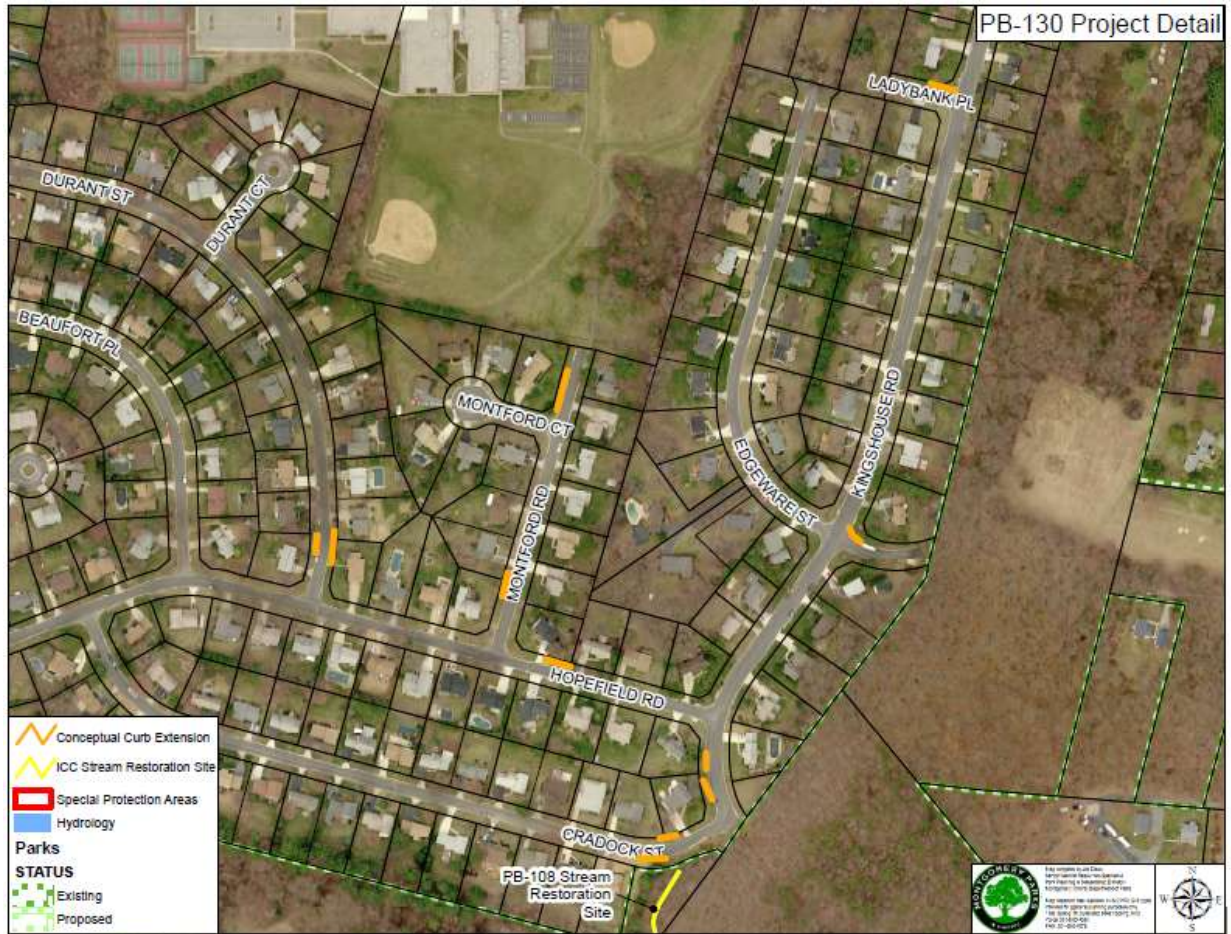 PB-130 Project Detail
LADYBANK PL
DURANT ST
DURANT CT
BEAUFORT PL
MONTFORD CT
MONTFORD RD
EDGEWARE ST
KINGSHOUSE RD
HOPEFIELD RD
CRADOCK ST
PB-108 Stream
Restoration
Site
Conceptual Curb Extension
ICC Stream Restoration Site
Special Protection Areas
Hydrology
Parks
STATUS
Existing
Proposed
MONTGOMERY PARKS
N
W E
S